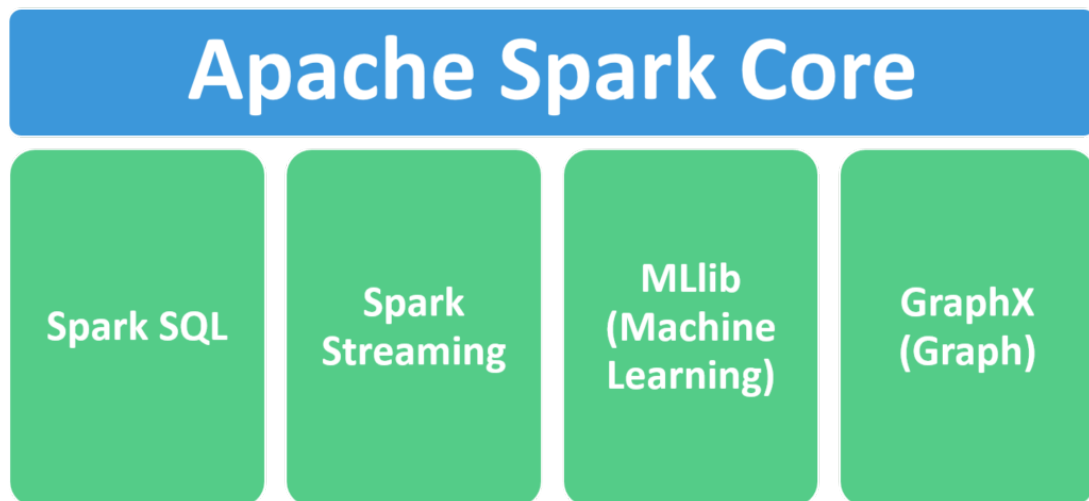 Apache Spark Core
Spark SQL
Spark
Streaming
MLlib
(Machine
Learning)
GraphX
(Graph)